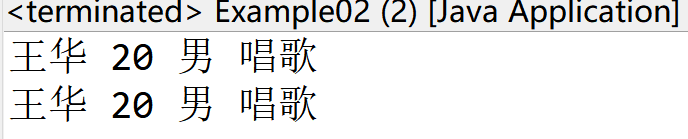 <terminated> Example02 (2) [Java Application]
王华 20 男 唱歌
王华 20 男 唱歌